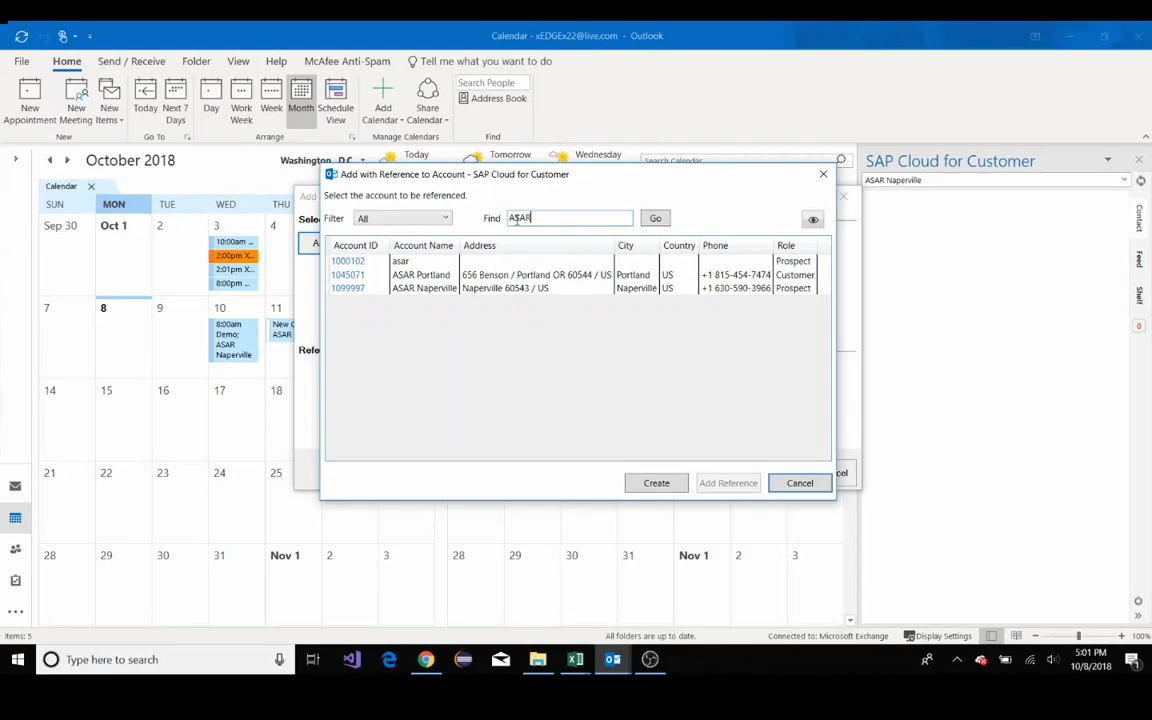 Calendar - xEDGEx22@live.com - Outlook
File Home Send / Receive Folder View Help McAfee Anti-Spam Tell me what you want to do
New Appointment New Meeting New Items Today Next 7 Days Day Work Week Week Month Schedule View Add Calendar Share Calendar Search People Address Book
New Go To Arrange Manage Calendars Find
October 2018 Washington, D.C. Today Tomorrow Wednesday Search Calendar
SAP Cloud for Customer
ASAR Naperville
Calendar
SUN MON TUE WED THU
Sep 30 Oct 1 2 3 4
10:00am
2:00pm X...
2:01pm X...
8:00pm
7 8 9 10 11
8:00am Demo; ASAR Naperville
New C
ASAR
14 15 16 17 18
21 22 23 24 25
28 29 30 31 Nov 1 2 3 28 29 30 31 Nov 1 2 3
Add
Selec
A
Refe
cel
Add with Reference to Account - SAP Cloud for Customer
Select the account to be referenced.
Filter All Find ASAR Go
Account ID Account Name Address City Country Phone Role
1000102 asar Prospect
1045071 ASAR Portland 656 Benson / Portland OR 60544 / US Portland US +1 815-454-7474 Customer
1099997 ASAR Naperville Naperville 60543 / US Naperville US +1 630-590-3966 Prospect
Create Add Reference Cancel
Contact
Feed
Shelf
0
Items: 5 All folders are up to date. Connected to: Microsoft Exchange Display Settings 100%
Type here to search
5:01 PM
10/8/2018
1